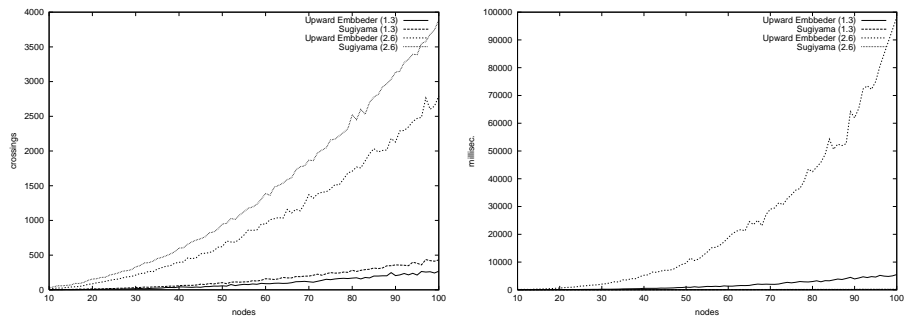 4000
3500
3000
2500
2000
1500
1000
500
0
crossings
10 20 30 40 50 60 70 80 90 100
nodes
Upward Embbeder (1.3)
Sugiyama (1.3)
Upward Embbeder (2.6)
Sugiyama (2.6)
100000
90000
80000
70000
60000
50000
40000
30000
20000
10000
0
millisec.
10 20 30 40 50 60 70 80 90 100
nodes
Upward Embbeder (1.3)
Sugiyama (1.3)
Upward Embbeder (2.6)
Sugiyama (2.6)